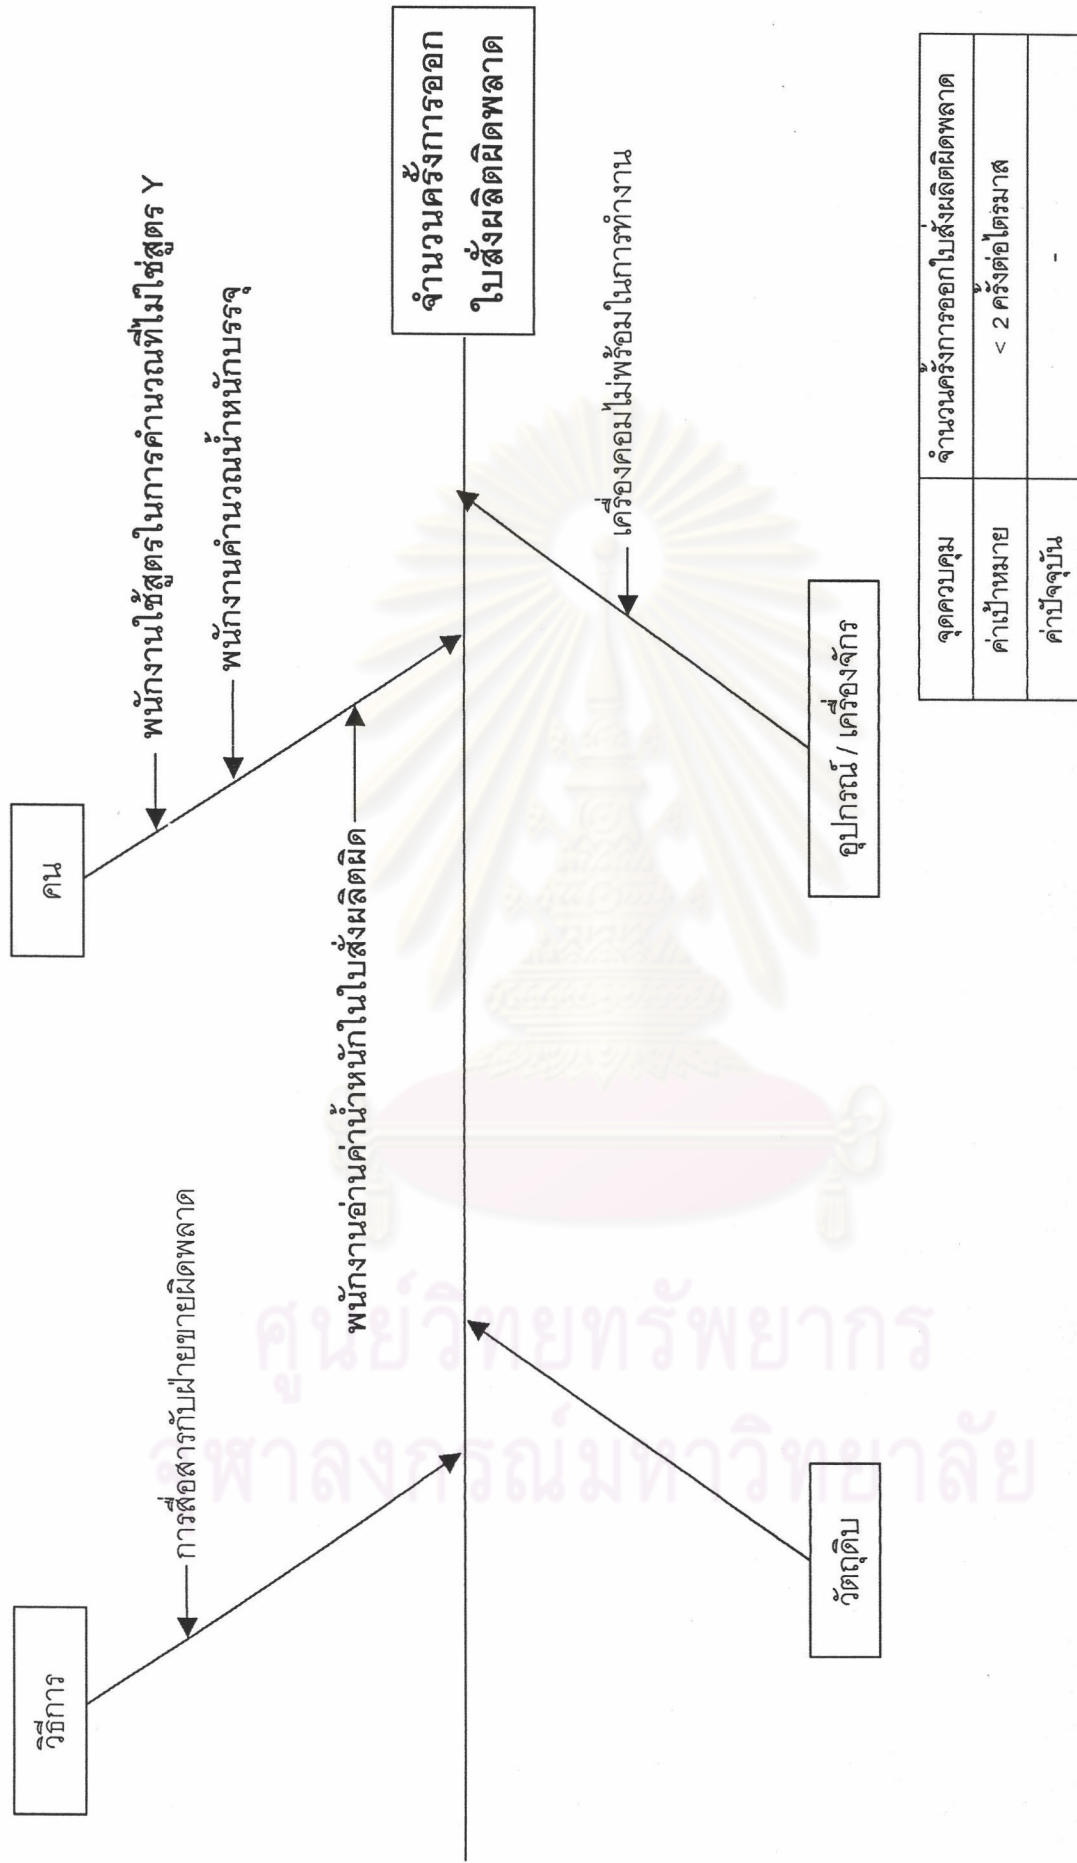 วิธีการ
คน
การสื่อสารกับฝ่ายขายผิดพลาด
พนักงานใช้สูตรในการคำนวณที่ไม่ใช่สูตร Y
พนักงานคำนวณน้ำหนักบรรจุ
พนักงานอ่านค่าน้ำหนักในใบสั่งผลิตผิด
จำนวนครั้งการออก
ใบสั่งผลิตผิดพลาด
เครื่องคอมไม่พร้อมในการทำงาน
วัตถุดิบ
อุปกรณ์ / เครื่องจักร
จุดควบคุม จำนวนครั้งการออกใบสั่งผลิตผิดพลาด
ค่าเป้าหมาย < 2 ครั้งต่อไตรมาส
ค่าปัจจุบัน -
ศูนย์วิทยทรัพยากร
จุฬาลงกรณ์มหาวิทยาลัย